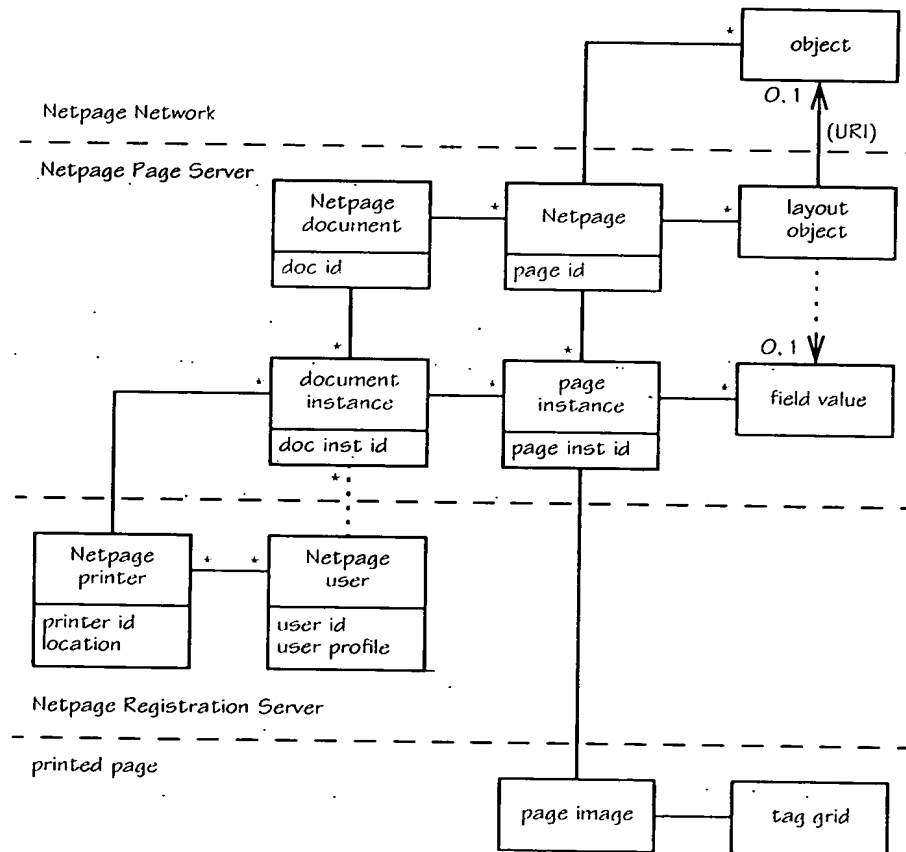 *
object
0.1
(URI)
Netpage Network
Netpage Page Server
Netpage
document
doc id
*
Netpage
page id
*
layout
object
*
*
0.1
*
document
instance
doc inst id
*
page
instance
page inst id
*
field value
*
Netpage
printer
printer id
location
*
*
Netpage
user
user id
user profile
Netpage Registration Server
printed page
page image
tag grid